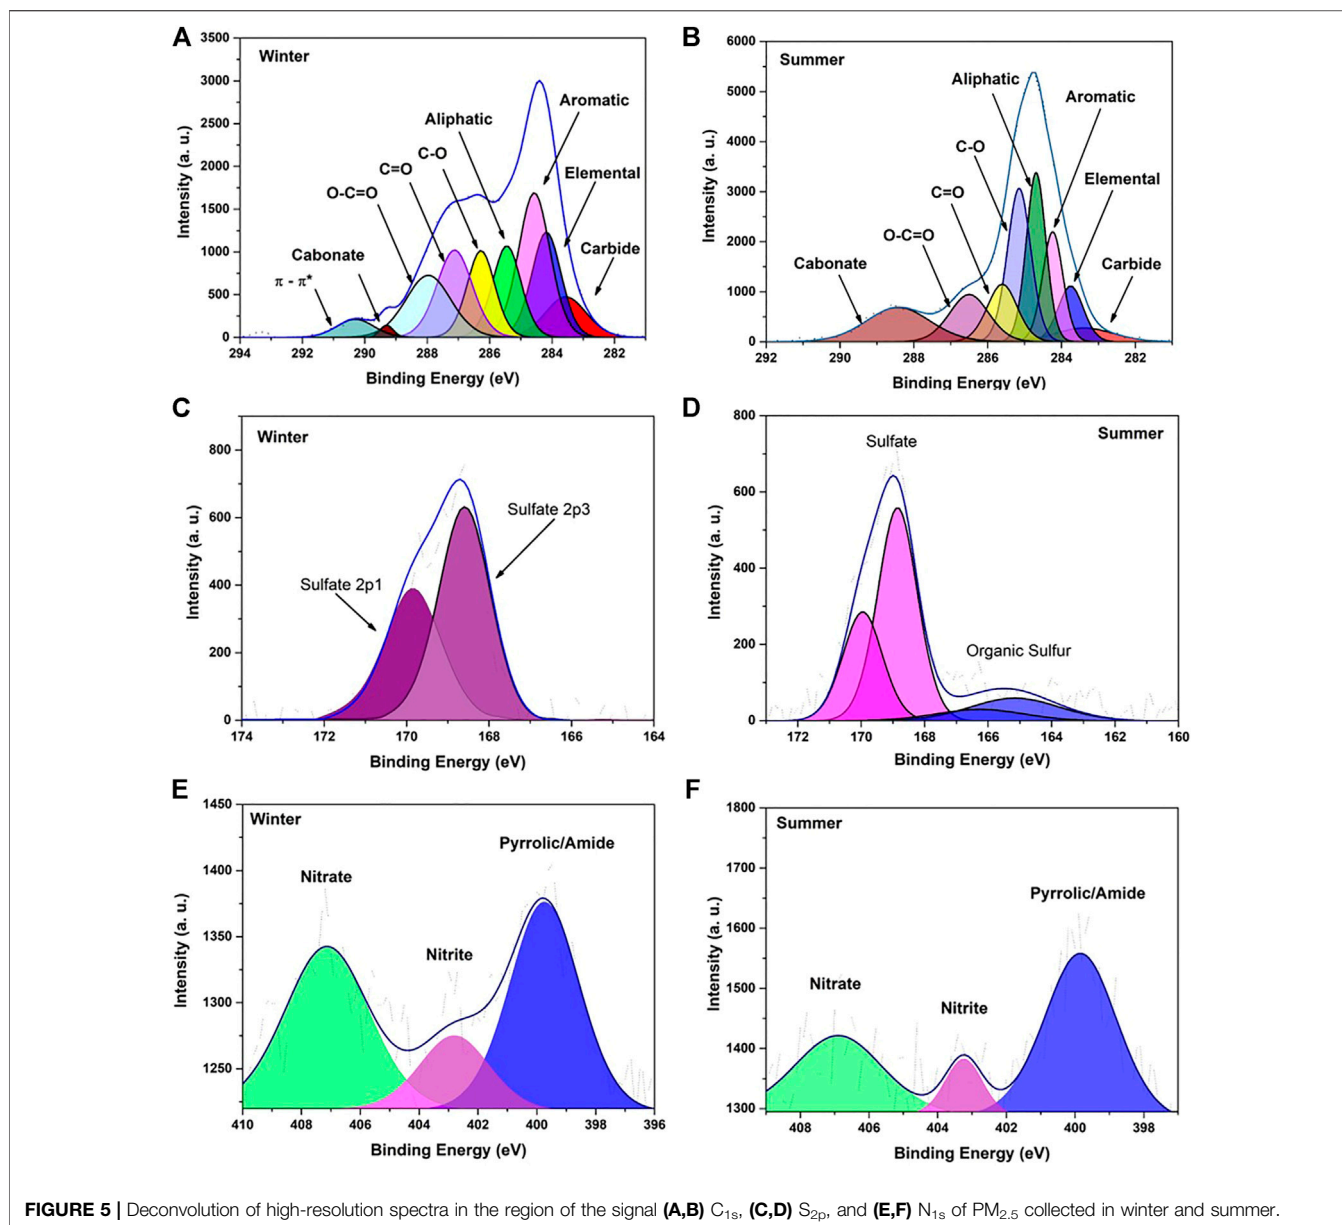 A
Winter
Intensity (a. u.)
3500
3000
2500
2000
1500
1000
500
0
Aromatic
Aliphatic
C-O
C=O
Elemental
O-C=O
Cabonate
Carbide
π - π*
294 292 290 288 286 284 282
Binding Energy (eV)
B
Summer
Intensity (a. u.)
6000
5000
4000
3000
2000
1000
0
Aliphatic
Aromatic
C-O
Elemental
C=O
O-C=O
Cabonate
Carbide
292 290 288 286 284 282
Binding Energy (eV)
C
Winter
Intensity (a. u.)
800
600
400
200
0
Sulfate 2p3
Sulfate 2p1
174 172 170 168 166 164
Binding Energy (eV)
D
Summer
Intensity (a. u.)
800
600
400
200
0
Sulfate
Organic Sulfur
172 170 168 166 164 162 160
Binding Energy (eV)
E
Winter
Intensity (a. u.)
1450
1400
1350
1300
1250
Pyrrolic/Amide
Nitrate
Nitrite
410 408 406 404 402 400 398 396
Binding Energy (eV)
F
Summer
Intensity (a. u.)
1800
1700
1600
1500
1400
1300
Pyrrolic/Amide
Nitrate
Nitrite
408 406 404 402 400 398
Binding Energy (eV)
FIGURE 5 | Deconvolution of high-resolution spectra in the region of the signal (A,B) C1s, (C,D) S2p, and (E,F) N1s of PM2.5 collected in winter and summer.